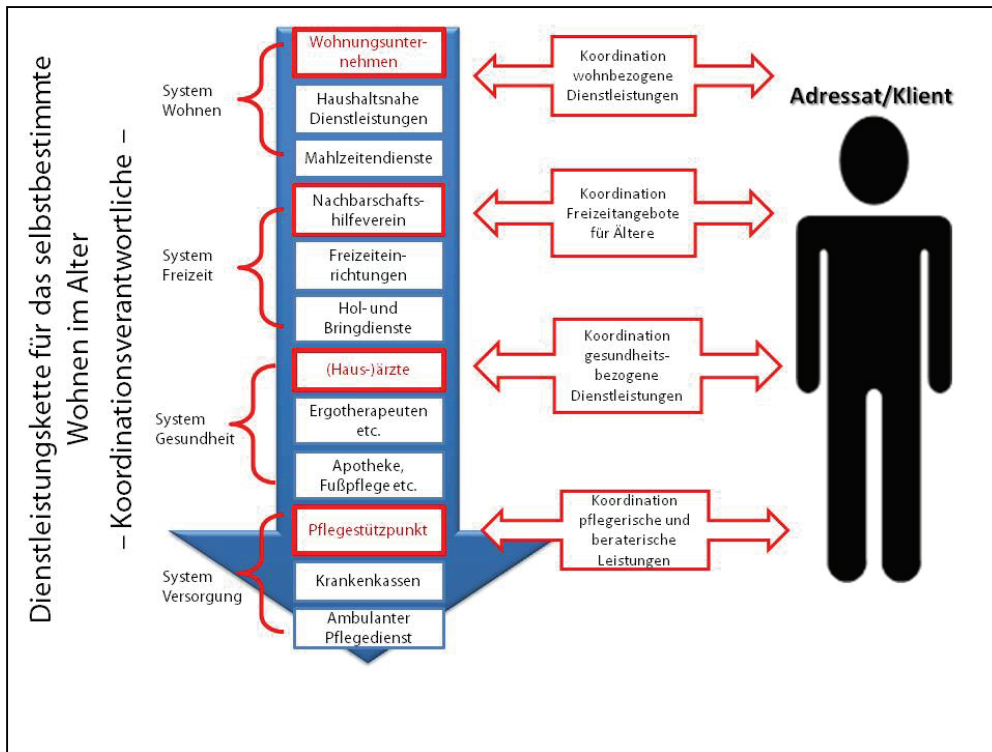 Dienstleistungskette für das selbstbestimmte
Wohnen im Alter
– Koordinationsverantwortliche –
System
Wohnen
Wohnungsunter-
nehmen
Haushaltsnahe
Dienstleistungen
Mahlzeitendienste
System
Freizeit
Nachbarschafts-
hilfeverein
Freizeitein-
richtungen
Hol- und
Bringdienste
System
Gesundheit
(Haus-)ärzte
Ergotherapeuten
etc.
Apotheke,
Fußpflege etc.
System
Versorgung
Pflegestützpunkt
Krankenkassen
Ambulanter
Pflegedienst
Koordination
wohnbezogene
Dienstleistungen
Koordination
Freizeitangebote
für Ältere
Koordination
gesundheits-
bezogene
Dienstleistungen
Koordination
pflegerische und
beraterische
Leistungen
Adressat/Klient